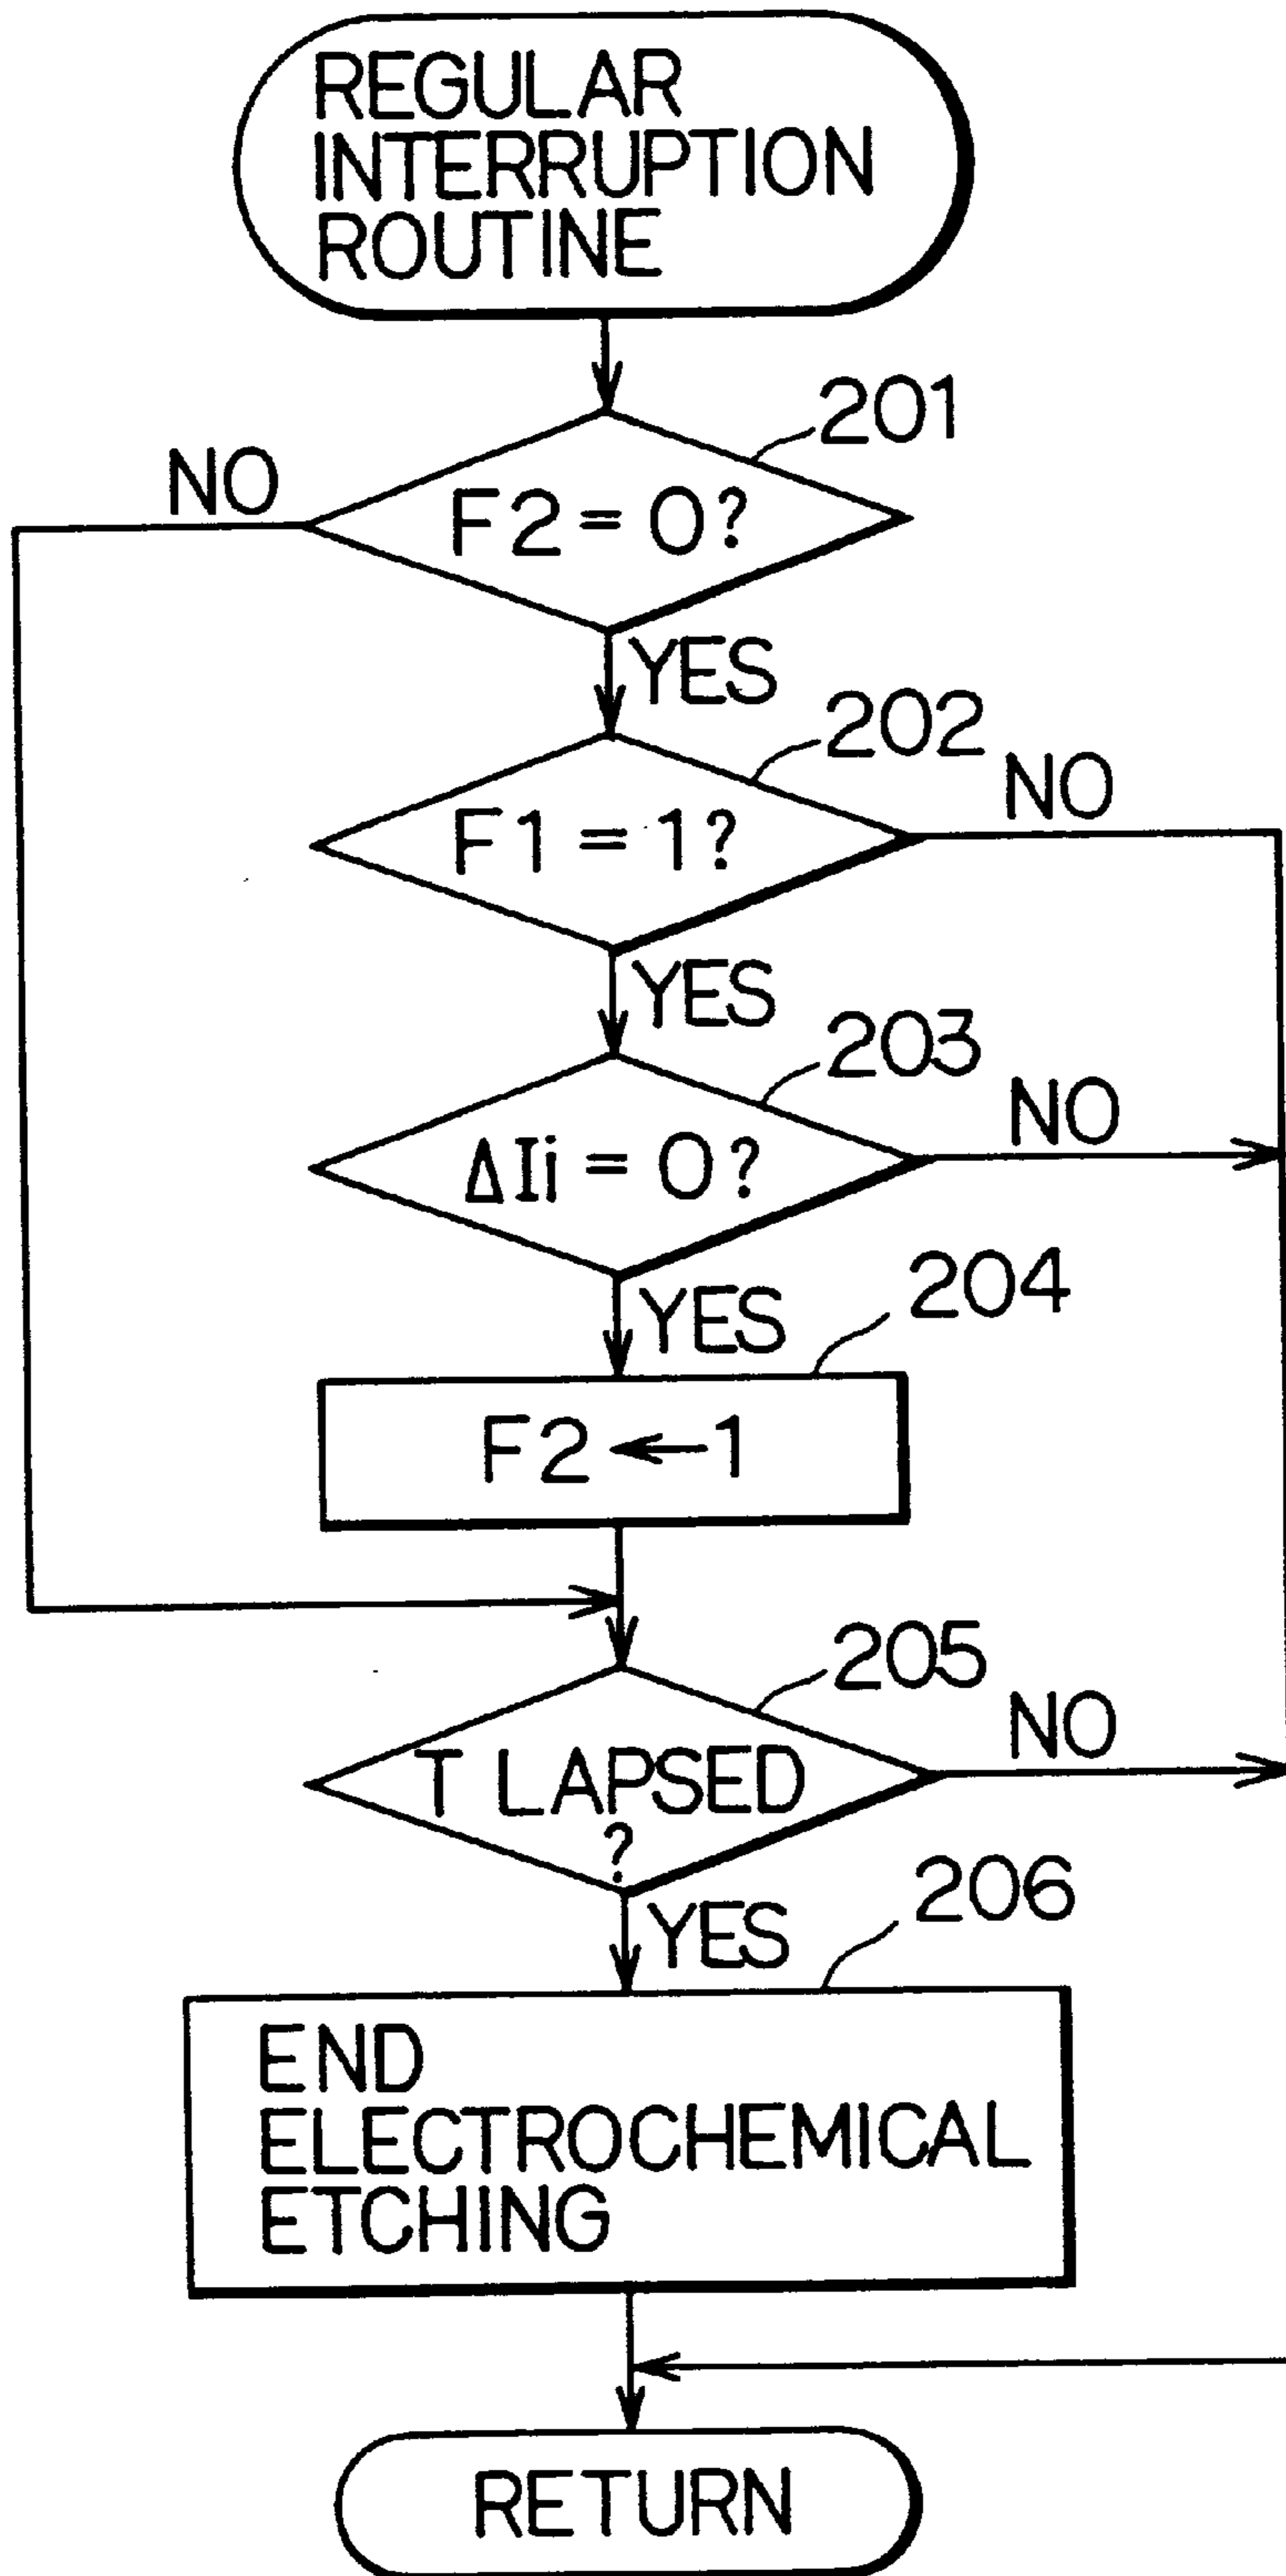 REGULAR
INTERRUPTION
ROUTINE
201
NO
F2 = 0?
YES
202
NO
F1 = 1?
YES
203
NO
ΔIi = 0?
YES
204
F2 ← 1
205
NO
T LAPSED
?
YES
206
END
ELECTROCHEMICAL
ETCHING
RETURN